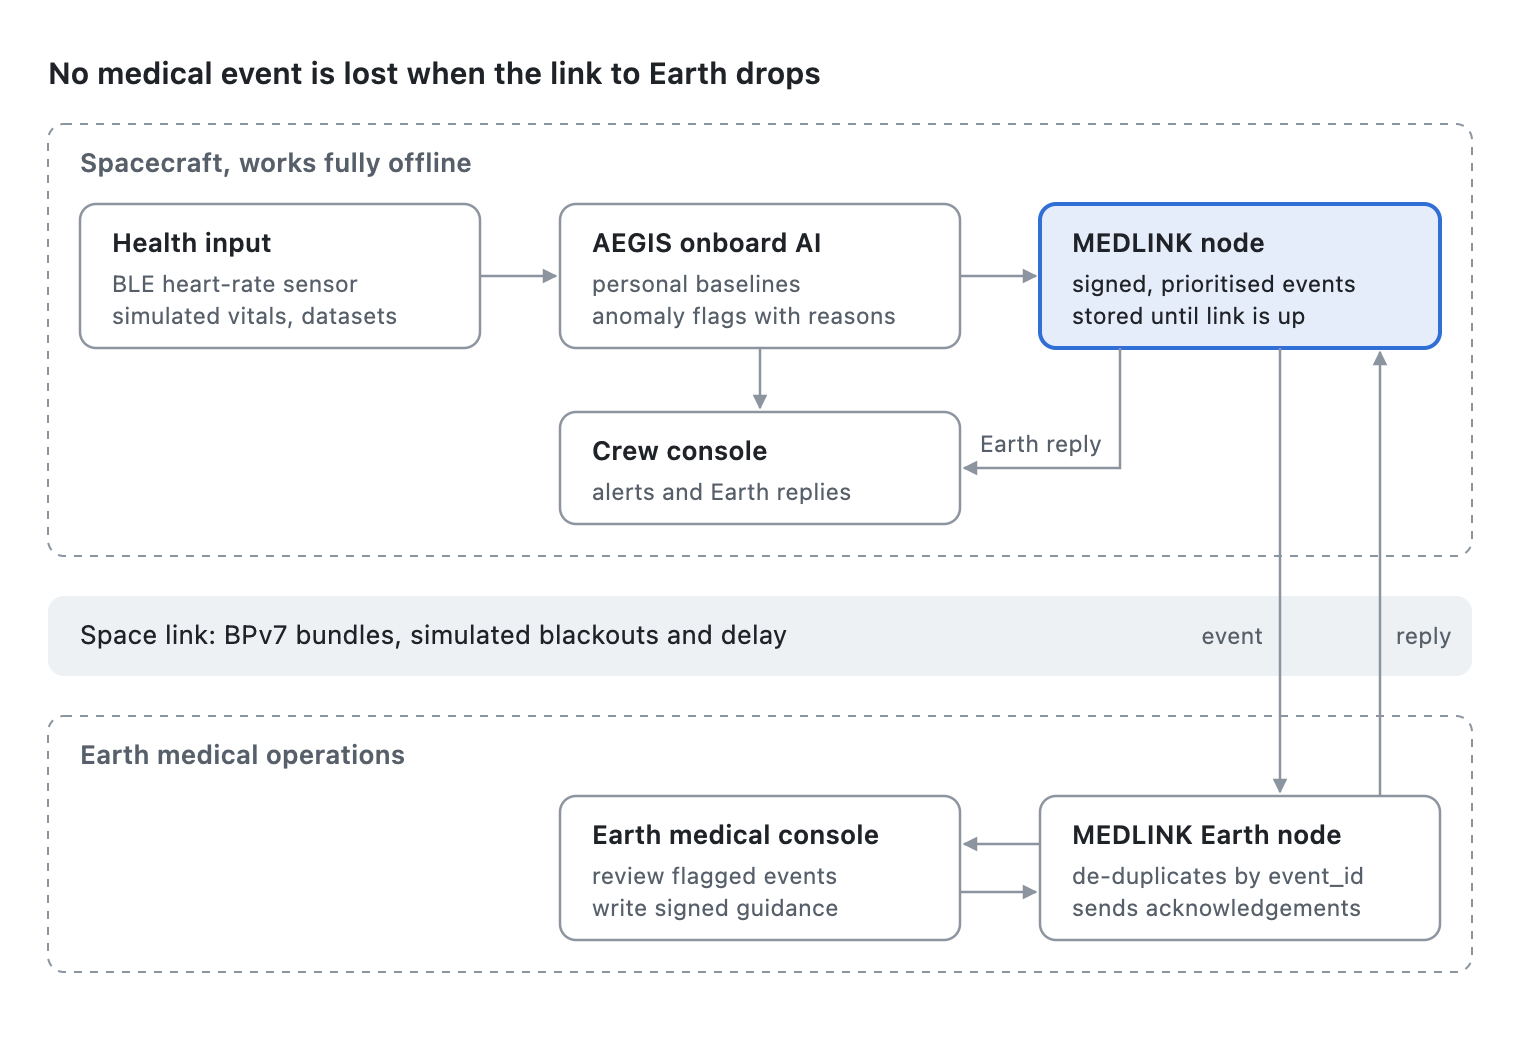 No medical event is lost when the link to Earth drops
Spacecraft, works fully offline
Health input
BLE heart-rate sensor
simulated vitals, datasets
AEGIS onboard AI
personal baselines
anomaly flags with reasons
MEDLINK node
signed, prioritised events
stored until link is up
Crew console
alerts and Earth replies
Earth reply
Space link: BPv7 bundles, simulated blackouts and delay
event
reply
Earth medical operations
Earth medical console
review flagged events
write signed guidance
MEDLINK Earth node
de-duplicates by event_id
sends acknowledgements